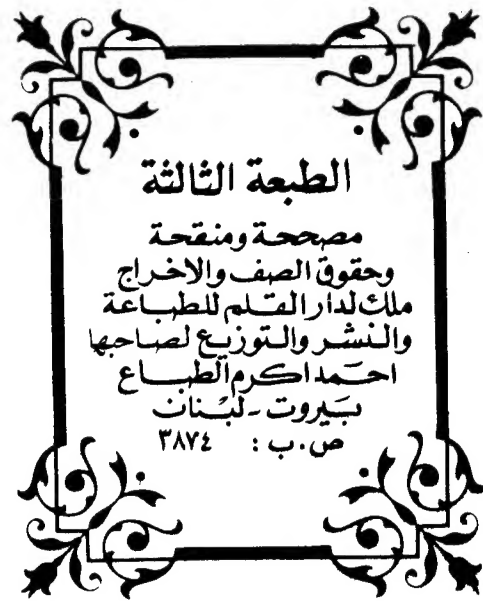 الطبعة الثالثة
مصححة ومنقحة
وحقوق الصف والاخراج
ملك لدار القلم للطباعة
والنشر والتوزيع لصاحبها
احمد اكرم الطباع
بيروت - لبنان
ص.ب : ٣٨٧٤